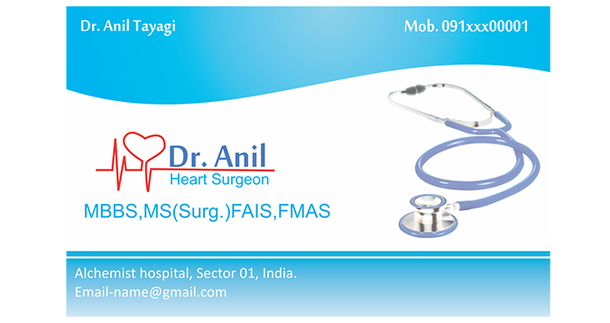 Dr. Anil Tayagi
Mob. 091xxx00001
Dr. Anil
Heart Surgeon
MBBS,MS(Surg.)FAIS,FMAS
Alchemist hospital, Sector 01, India.
Email-name@gmail.com